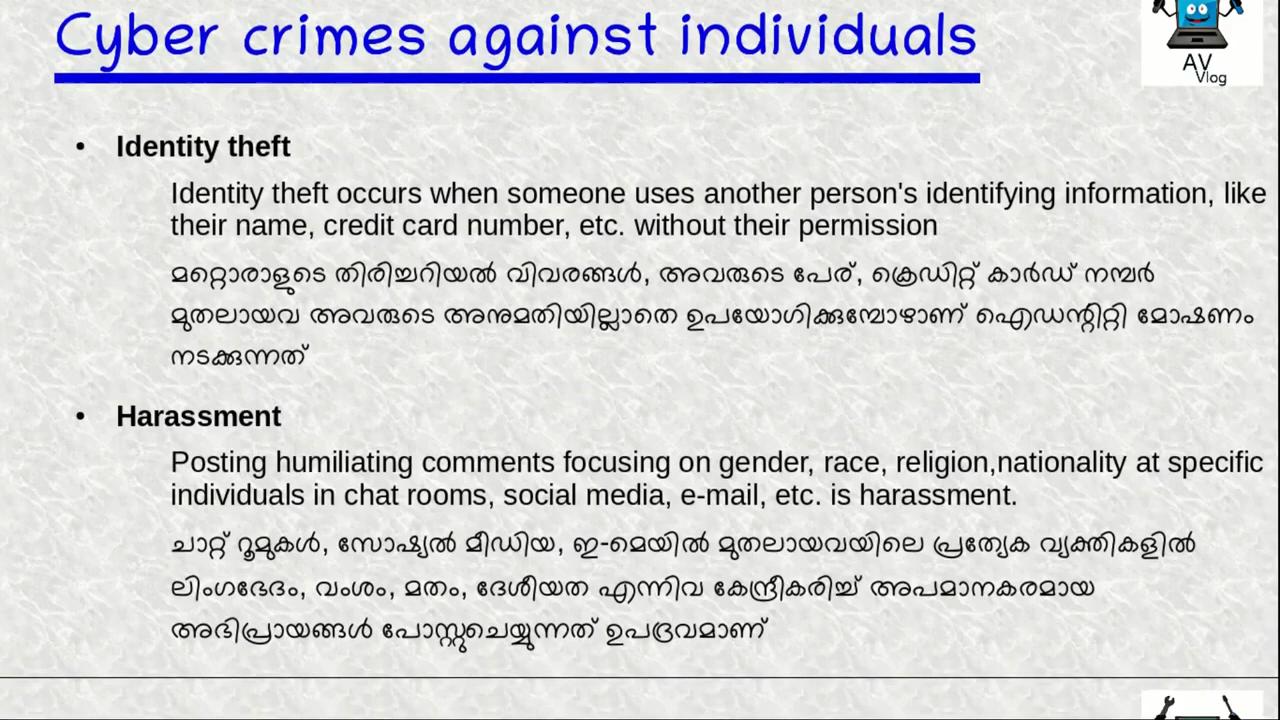 Cyber crimes against individuals
AV
Vlog
• Identity theft
Identity theft occurs when someone uses another person's identifying information, like
their name, credit card number, etc. without their permission
മറ്റൊരാളുടെ തിരിച്ചറിയൽ വിവരങ്ങൾ, അവരുടെ പേര്, ക്രെഡിറ്റ് കാർഡ് നമ്പർ
മുതലായവ അവരുടെ അനുമതിയില്ലാതെ ഉപയോഗിക്കുമ്പോഴാണ് ഐഡന്റിറ്റി മോഷണം
നടക്കുന്നത്
• Harassment
Posting humiliating comments focusing on gender, race, religion,nationality at specific
individuals in chat rooms, social media, e-mail, etc. is harassment.
ചാറ്റ് റൂമുകൾ, സോഷ്യൽ മീഡിയ, ഇ-മെയിൽ മുതലായവയിലെ പ്രത്യേക വ്യക്തികളിൽ
ലിംഗഭേദം, വംശം, മതം, ദേശീയത എന്നിവ കേന്ദ്രീകരിച്ച് അപമാനകരമായ
അഭിപ്രായങ്ങൾ പോസ്റ്റുചെയ്യുന്നത് ഉപദ്രവമാണ്